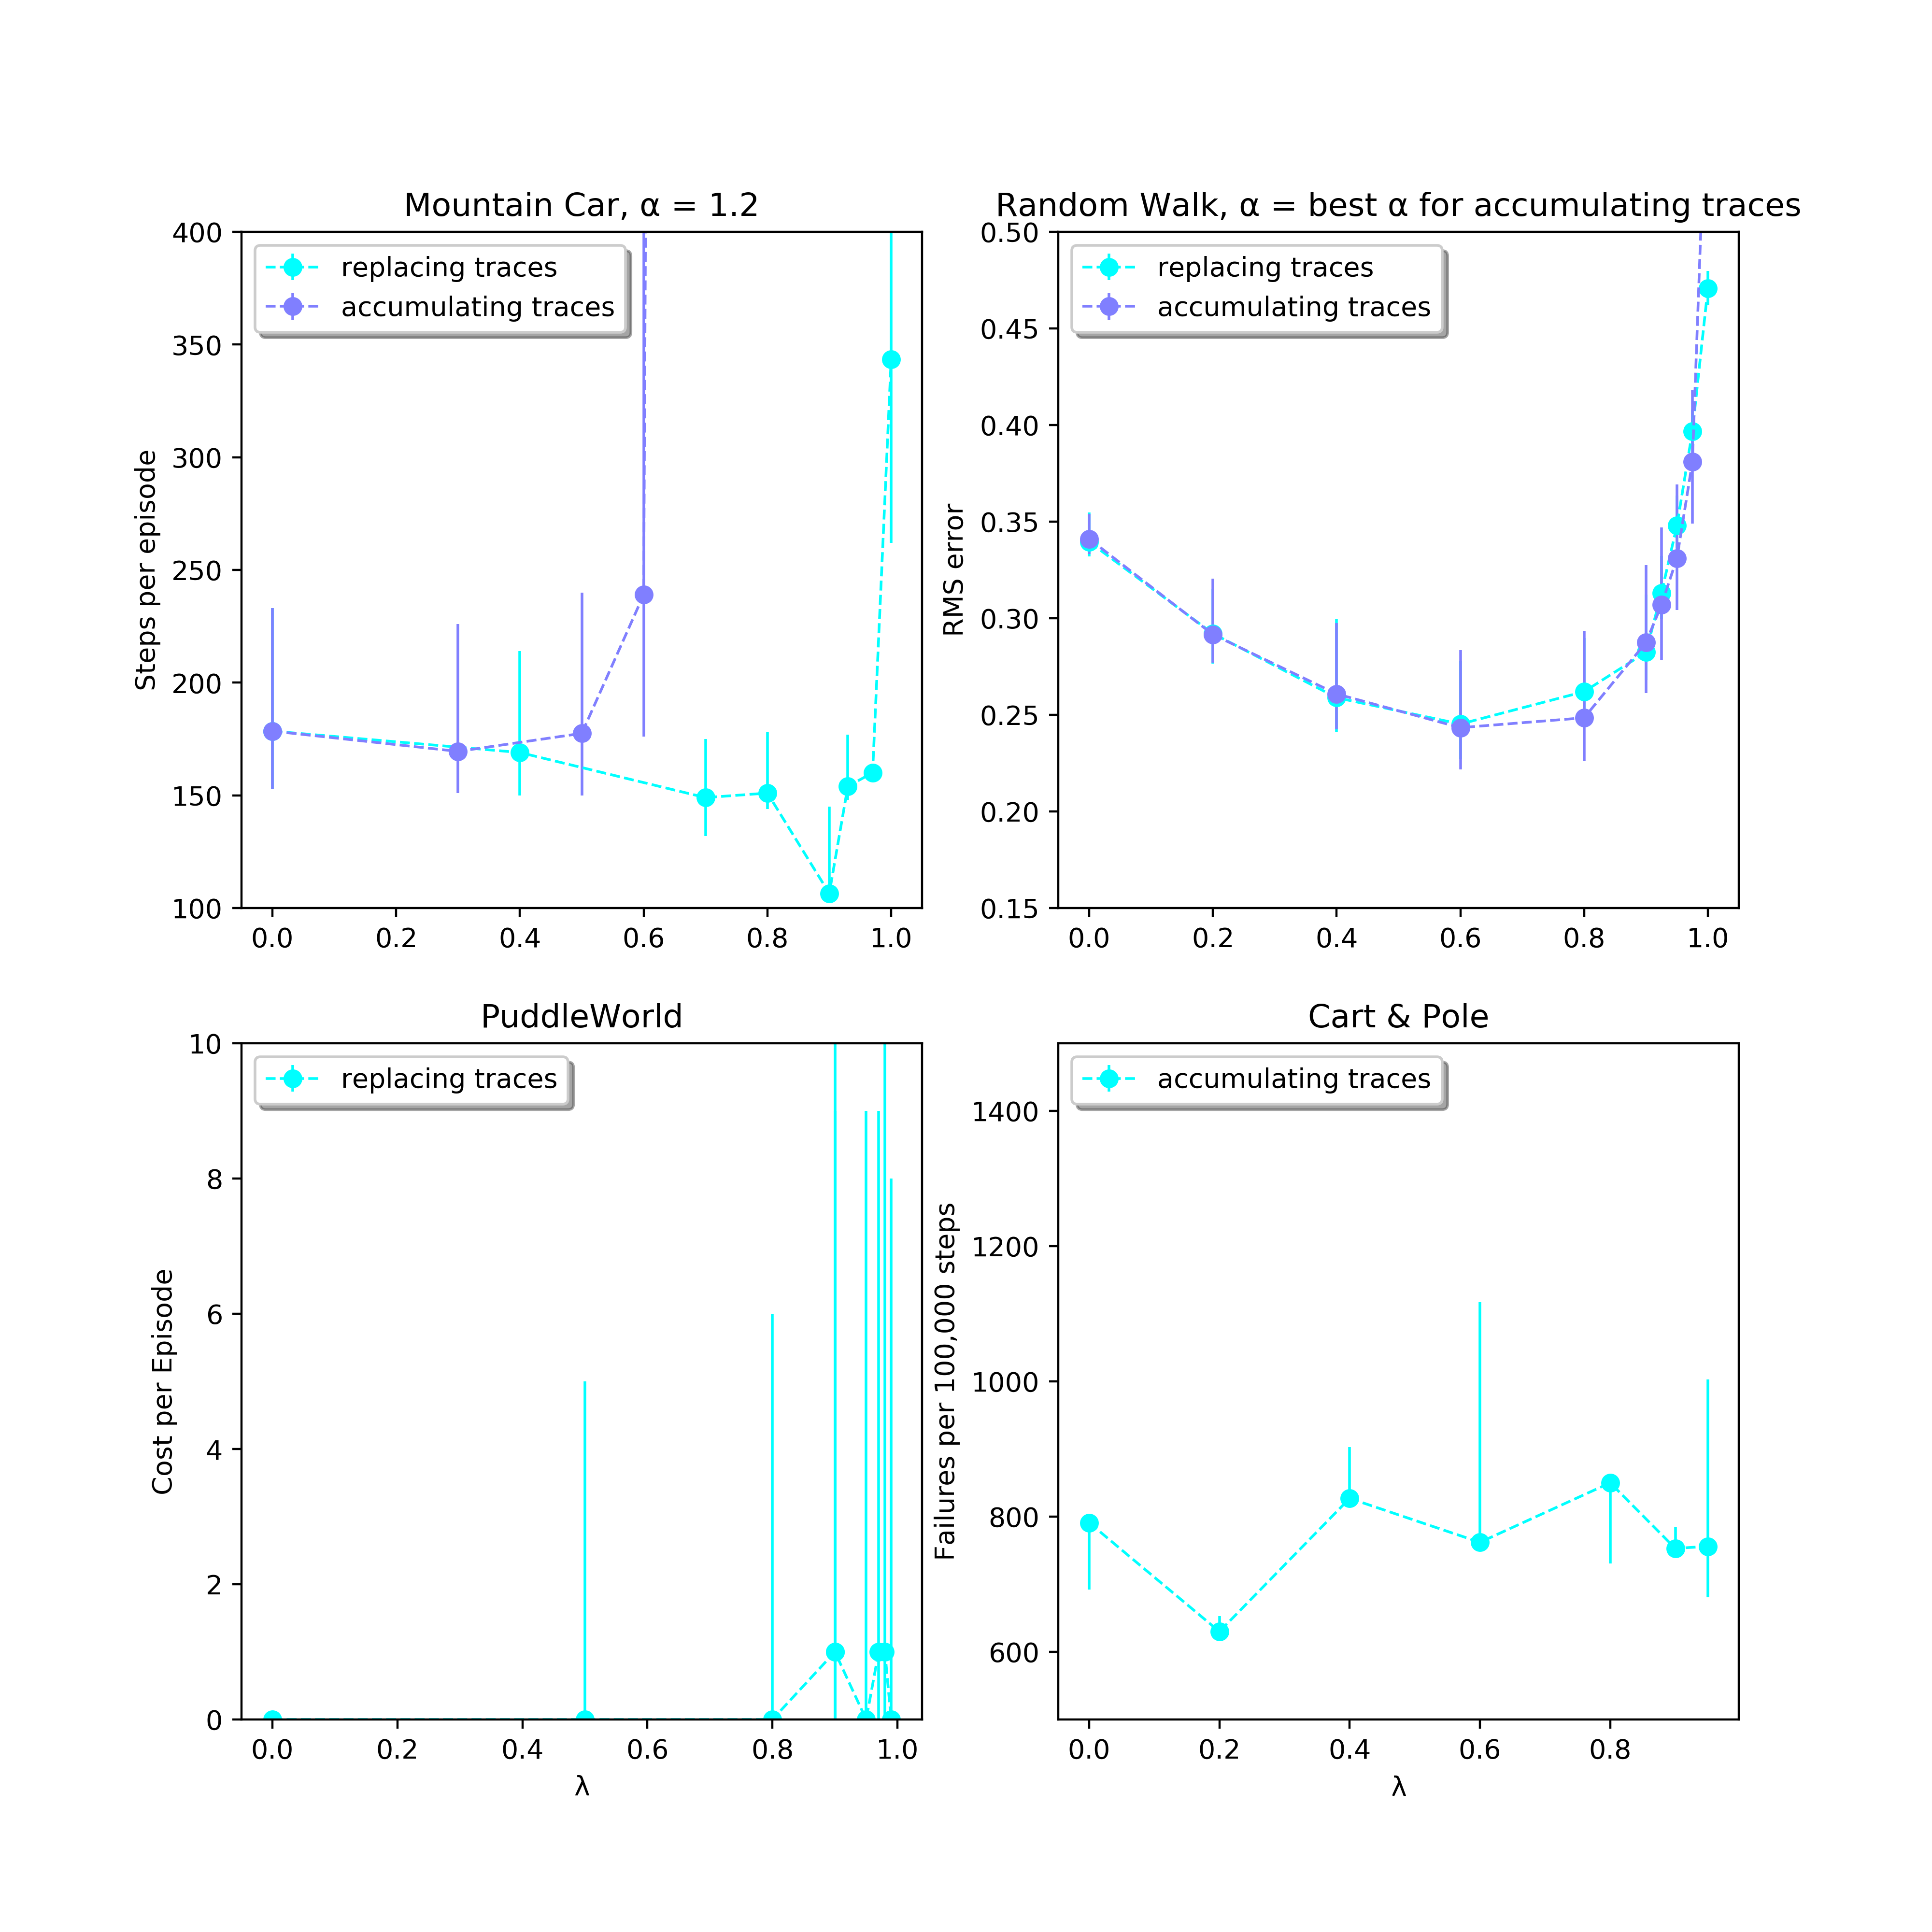 Mountain Car, α = 1.2
replacing traces
accumulating traces
Steps per episode
400
350
300
250
200
150
100
0.0 0.2 0.4 0.6 0.8 1.0
Random Walk, α = best α for accumulating traces
replacing traces
accumulating traces
RMS error
0.50
0.45
0.40
0.35
0.30
0.25
0.20
0.15
0.0 0.2 0.4 0.6 0.8 1.0
PuddleWorld
replacing traces
Cost per Episode
10
8
6
4
2
0
0.0 0.2 0.4 0.6 0.8 1.0
λ
Cart & Pole
accumulating traces
Failures per 100,000 steps
1400
1200
1000
800
600
0.0 0.2 0.4 0.6 0.8
λ